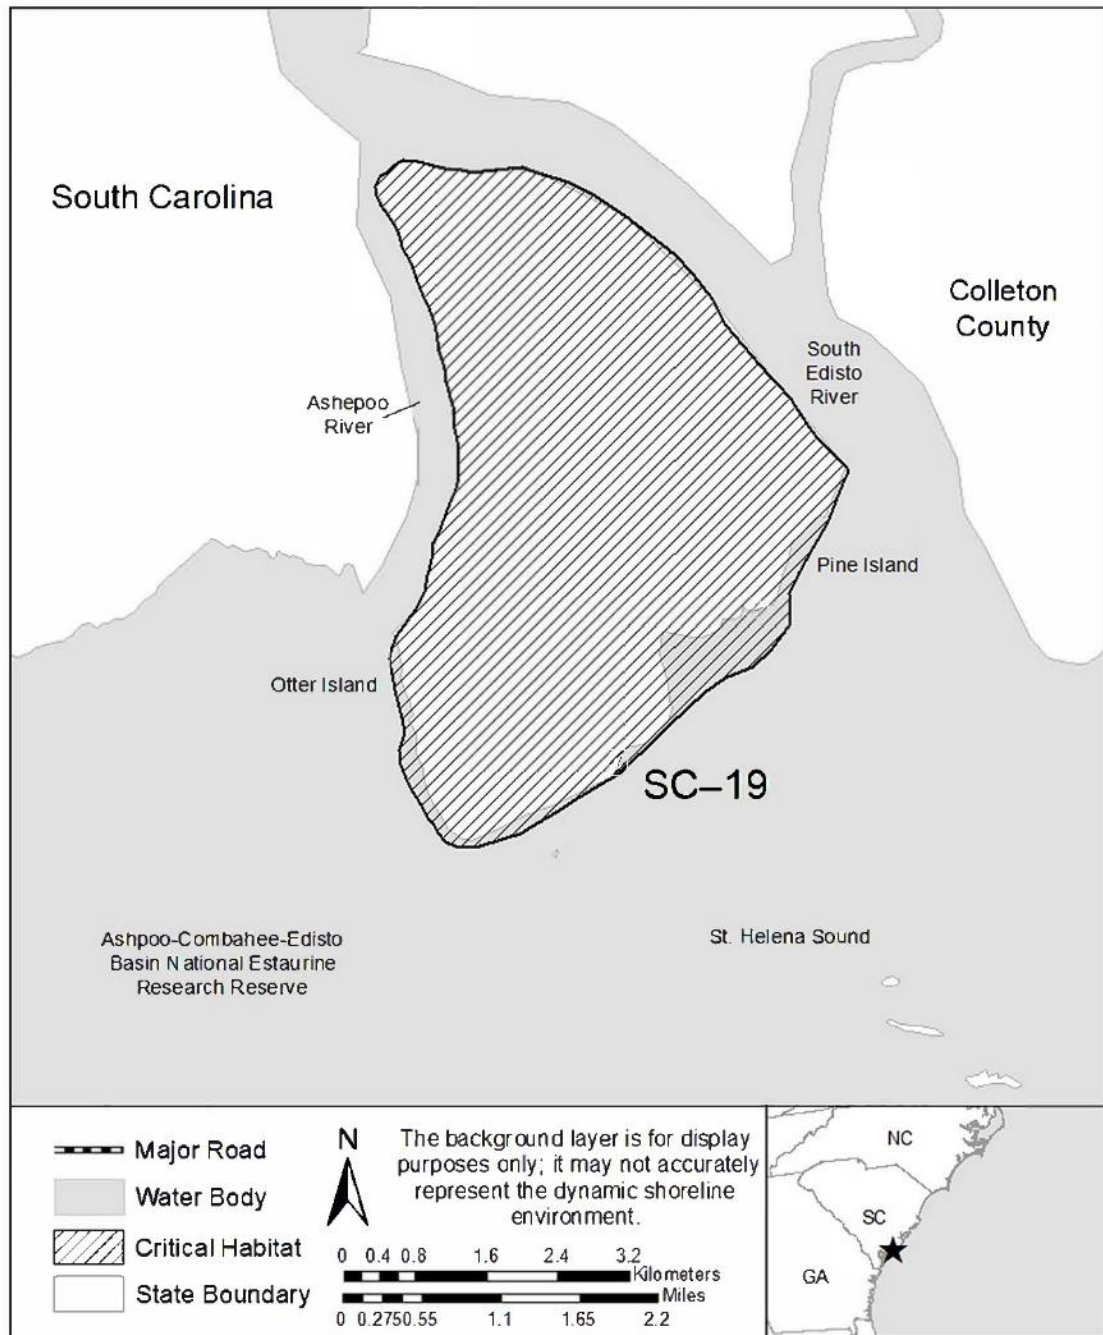 South Carolina
Colleton
County
South
Edisto
River
Ashepoo
River
Pine Island
Otter Island
SC–19
Ashpoo-Combahee-Edisto
Basin National Estaurine
Research Reserve
St. Helena Sound
Major Road
Water Body
Critical Habitat
State Boundary
N
The background layer is for display
purposes only; it may not accurately
represent the dynamic shoreline
environment.
0 0.4 0.8 1.6 2.4 3.2
Kilometers
Miles
0 0.275 0.55 1.1 1.65 2.2
NC
SC
GA